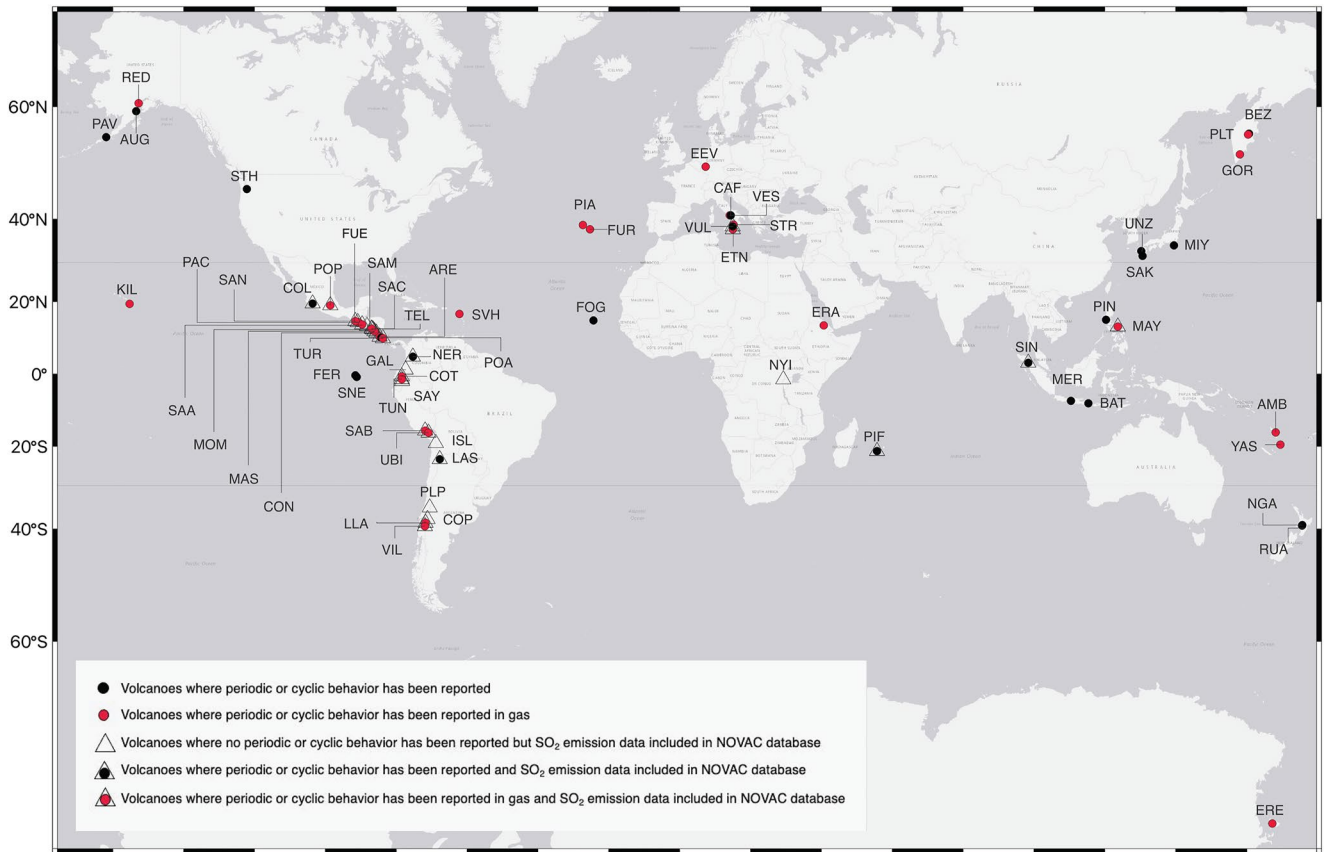 RED
PAV
AUG
STH
60°N
40°N
20°N
0°
20°S
40°S
60°S
BEZ
PLT
GOR
EEV
CAF
VES
VUL
STR
ETN
PIA
FUR
UNZ
MIY
SAK
FUE
PAC
SAN
COL
POP
SAM
SAC
ARE
TEL
KIL
SVH
FOG
ERA
PIN
MAY
TUR
GAL
NER
POA
FER
SNE
COT
SAY
TUN
NYI
SIN
MER
BAT
SAA
MOM
MAS
CON
SAB
UBI
ISL
LAS
PIF
AMB
YAS
PLP
LLA
COP
VIL
NGA
RUA
ERE
UNITED STATES
CANADA
RUSSIA
CHINA
BRAZIL
AUSTRALIA
Volcanoes where periodic or cyclic behavior has been reported
Volcanoes where periodic or cyclic behavior has been reported in gas
Volcanoes where no periodic or cyclic behavior has been reported but SO₂ emission data included in NOVAC database
Volcanoes where periodic or cyclic behavior has been reported and SO₂ emission data included in NOVAC database
Volcanoes where periodic or cyclic behavior has been reported in gas and SO₂ emission data included in NOVAC database